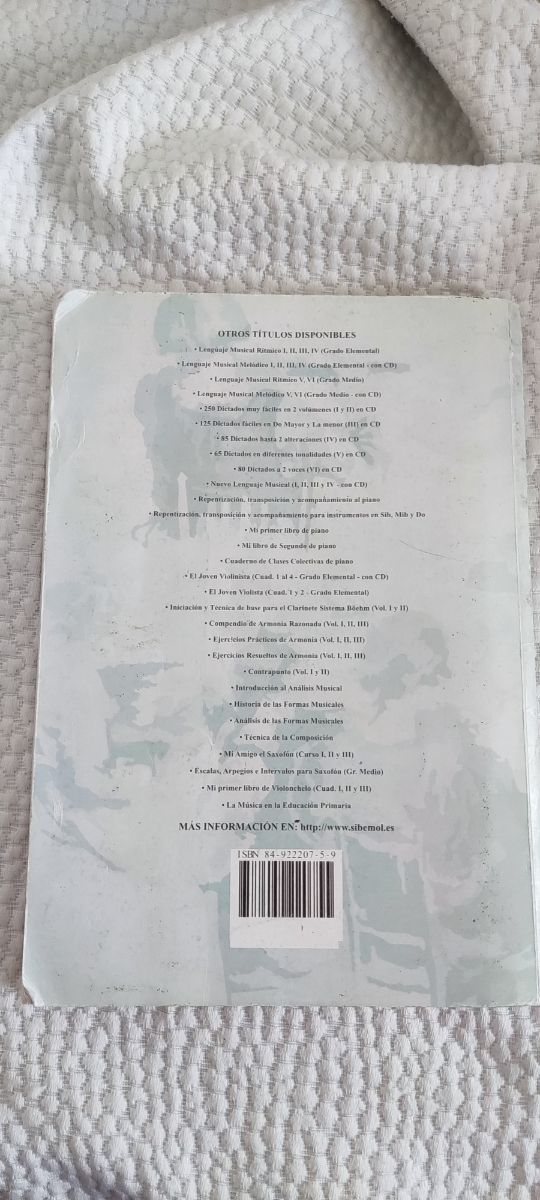 OTROS TÍTULOS DISPONIBLES
• Lenguaje Musical Rítmico I, II, III, IV (Grado Elemental)
• Lenguaje Musical Melódico I, II, III, IV (Grado Elemental - con CD)
• Lenguaje Musical Rítmico V, VI (Grado Medio)
• Lenguaje Musical Melódico V, VI (Grado Medio - con CD)
• 250 Dictados muy fáciles en 2 volúmenes (I y II) en CD
• 125 Dictados fáciles en Do Mayor y La menor (III) en CD
• 85 Dictados hasta 2 alteraciones (IV) en CD
• 65 Dictados en diferentes tonalidades (V) en CD
• 80 Dictados a 2 voces (VI) en CD
• Nuevo Lenguaje Musical (I, II, III y IV - con CD)
• Repentización, transposición y acompañamiento al piano
• Repentización, transposición y acompañamiento para instrumentos en Sib, Mib y Do
• Mi primer libro de piano
• Mi libro de Segundo de piano
• Cuaderno de Clases Colectivas de piano
• El Joven Violinista (Cuad. 1 al 4 - Grado Elemental - con CD)
• El Joven Violista (Cuad. 1 y 2 - Grado Elemental)
• Iniciación y Técnica de base para el Clarinete Sistema Böehm (Vol. I y II)
• Compendio de Armonía Razonada (Vol. I, II, III)
• Ejercicios Prácticos de Armonía (Vol. I, II, III)
• Ejercicios Resueltos de Armonía (Vol. I, II, III)
• Contrapunto (Vol. I y II)
• Introducción al Análisis Musical
• Historia de las Formas Musicales
• Análisis de las Formas Musicales
• Técnica de la Composición
• Mi Amigo el Saxofón (Curso I, II y III)
• Escalas, Arpegios e Intervalos para Saxofón (Gr. Medio)
• Mi primer libro de Violonchelo (Cuad. I, II y III)
• La Música en la Educación Primaria
MÁS INFORMACIÓN EN: http://www.sibemol.es
ISBN 84-922207-5-9